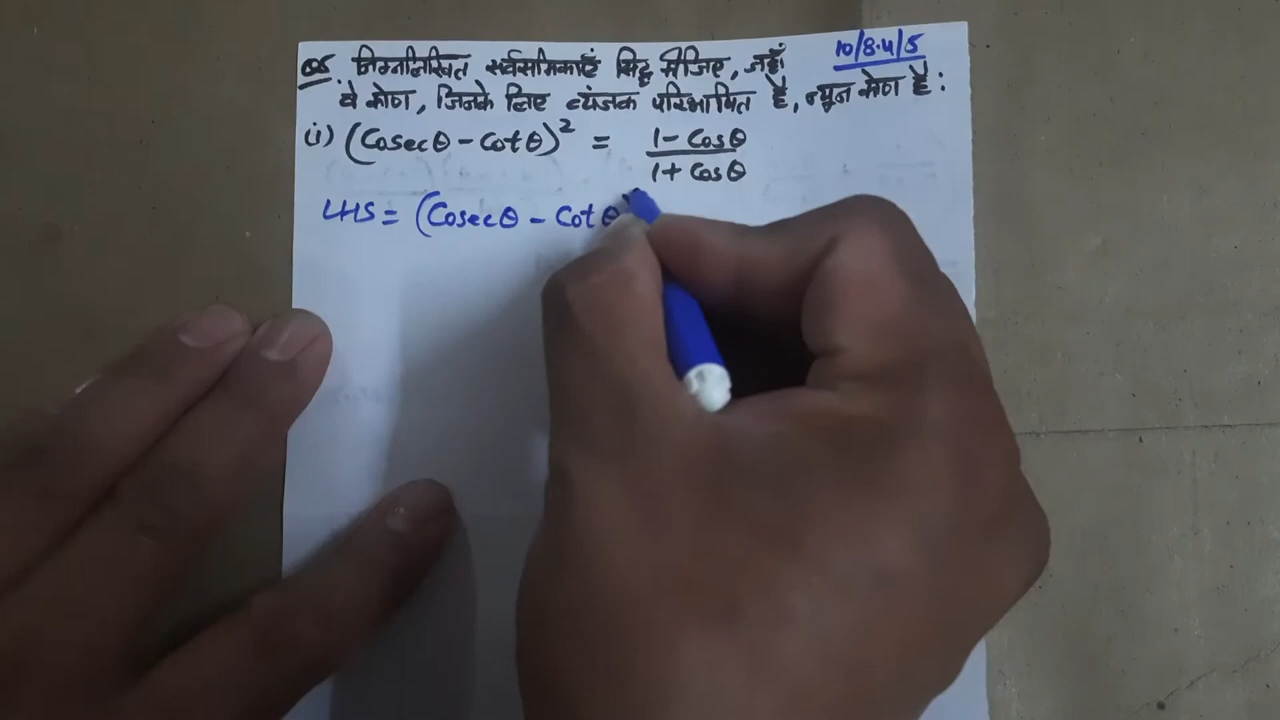 10/8.4/5
Q5. निम्नलिखित सर्वसमिकाएं सिद्ध कीजिए, जहाँ
वे कोण, जिनके लिए व्यंजक परिभाषित है, न्यून कोण है :
(i) (Cosecθ - Cotθ)² = (1 - Cosθ)/(1 + Cosθ)
LHS = (Cosecθ - Cotθ)